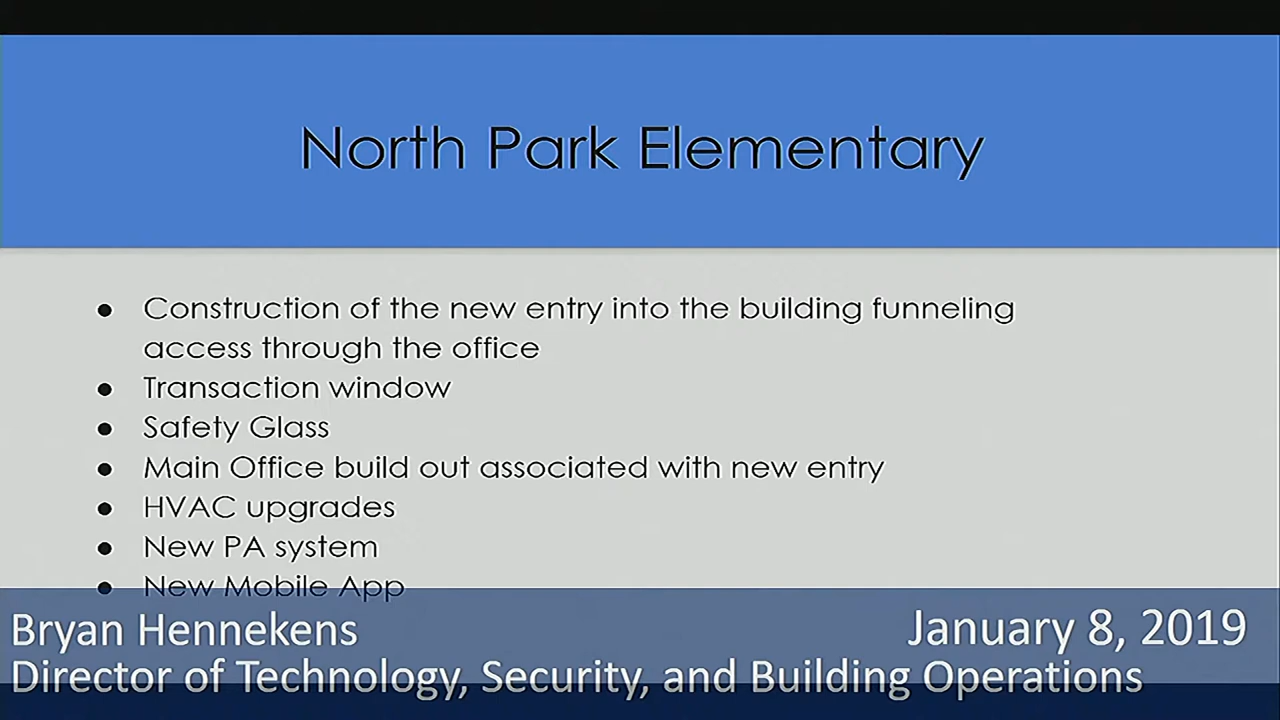 North Park Elementary
● Construction of the new entry into the building funneling
access through the office
● Transaction window
● Safety Glass
● Main Office build out associated with new entry
● HVAC upgrades
● New PA system
● New Mobile App
Bryan Hennekens
January 8, 2019
Director of Technology, Security, and Building Operations